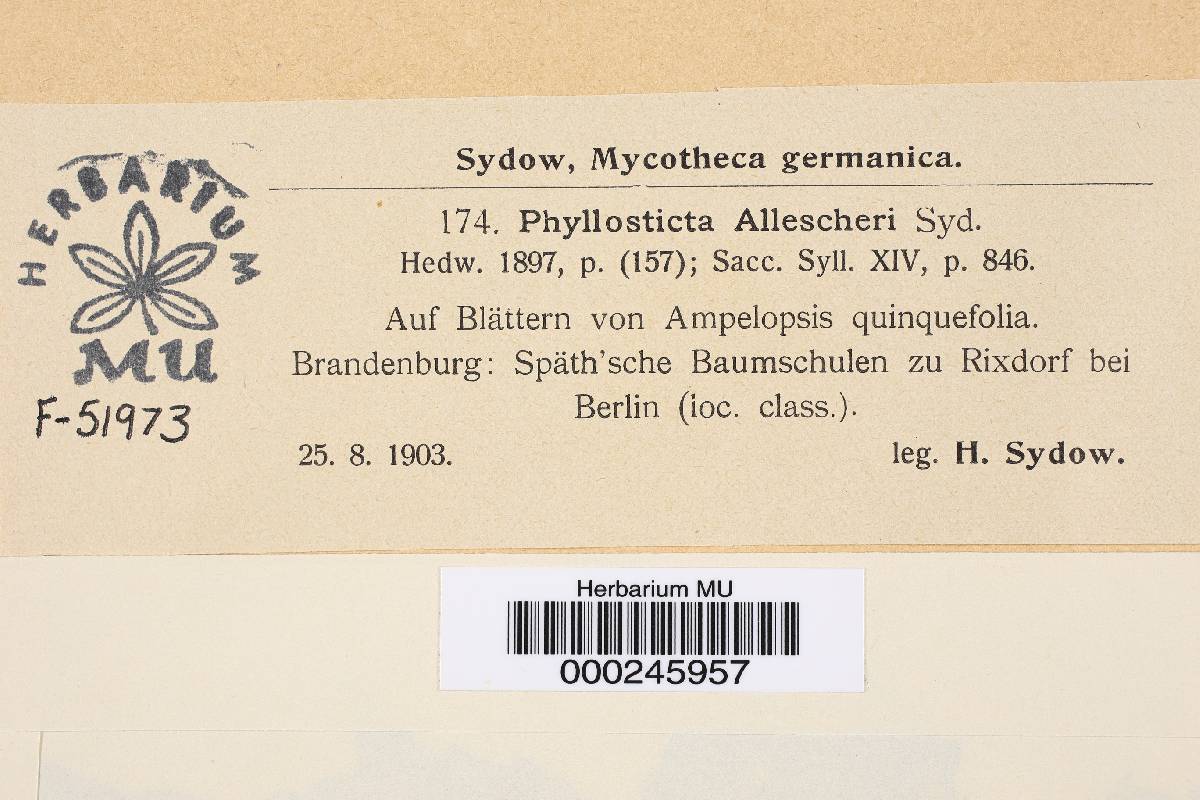 Sydow, Mycotheca germanica.
174. Phyllosticta Allescheri Syd.
Hedw. 1897, p. (157); Sacc. Syll. XIV, p. 846.
Auf Blättern von Ampelopsis quinquefolia.
Brandenburg: Späth'sche Baumschulen zu Rixdorf bei
Berlin (loc. class.).
25. 8. 1903. leg. H. Sydow.
HERBARIUM
MU
F-51973
Herbarium MU
000245957